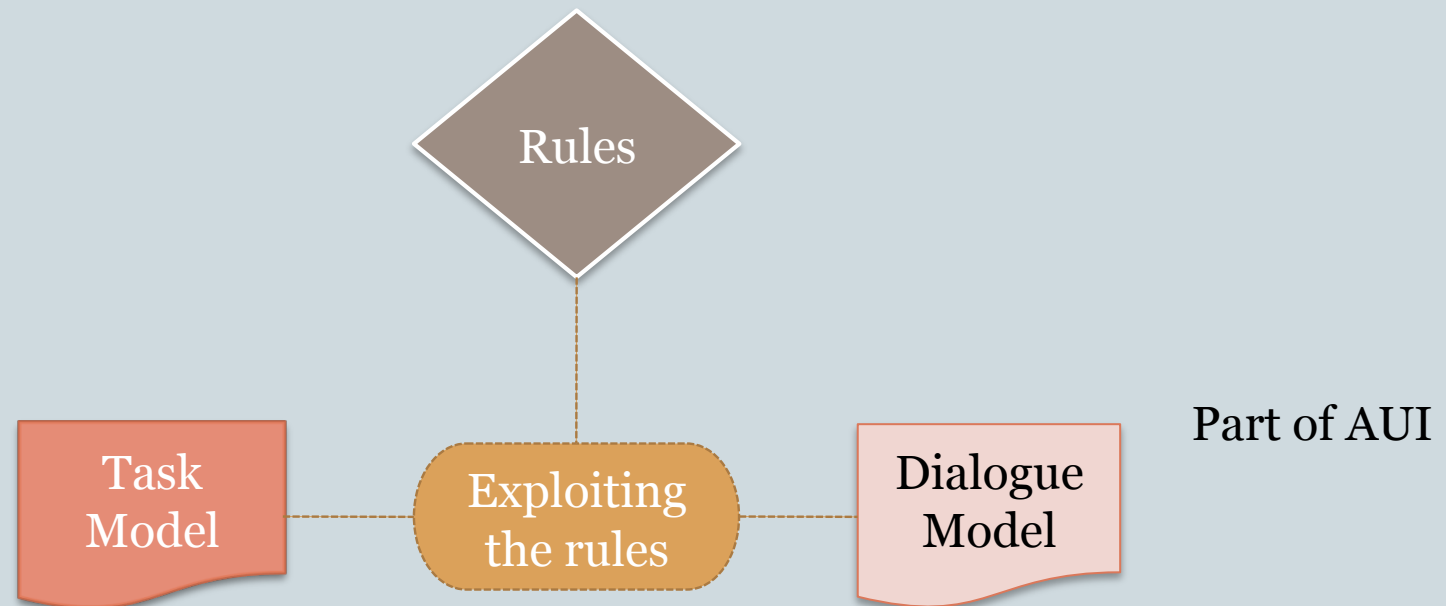 Rules
Task
Model
Exploiting
the rules
Dialogue
Model
Part of AUI